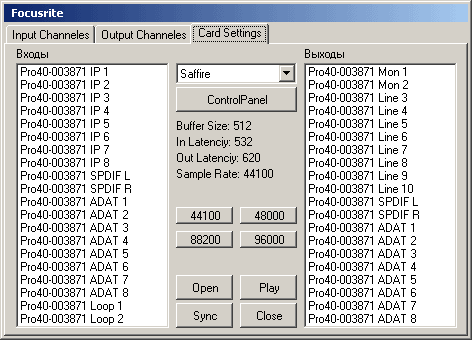 Focusrite
Input Channeles
Output Channeles
Card Settings
Входы
Pro40-003871 IP 1
Pro40-003871 IP 2
Pro40-003871 IP 3
Pro40-003871 IP 4
Pro40-003871 IP 5
Pro40-003871 IP 6
Pro40-003871 IP 7
Pro40-003871 IP 8
Pro40-003871 SPDIF L
Pro40-003871 SPDIF R
Pro40-003871 ADAT 1
Pro40-003871 ADAT 2
Pro40-003871 ADAT 3
Pro40-003871 ADAT 4
Pro40-003871 ADAT 5
Pro40-003871 ADAT 6
Pro40-003871 ADAT 7
Pro40-003871 ADAT 8
Pro40-003871 Loop 1
Pro40-003871 Loop 2
Saffire
ControlPanel
Buffer Size: 512
In Latenciy: 532
Out Latenciy: 620
Sample Rate: 44100
44100
48000
88200
96000
Open
Play
Sync
Close
Выходы
Pro40-003871 Mon 1
Pro40-003871 Mon 2
Pro40-003871 Line 3
Pro40-003871 Line 4
Pro40-003871 Line 5
Pro40-003871 Line 6
Pro40-003871 Line 7
Pro40-003871 Line 8
Pro40-003871 Line 9
Pro40-003871 Line 10
Pro40-003871 SPDIF L
Pro40-003871 SPDIF R
Pro40-003871 ADAT 1
Pro40-003871 ADAT 2
Pro40-003871 ADAT 3
Pro40-003871 ADAT 4
Pro40-003871 ADAT 5
Pro40-003871 ADAT 6
Pro40-003871 ADAT 7
Pro40-003871 ADAT 8